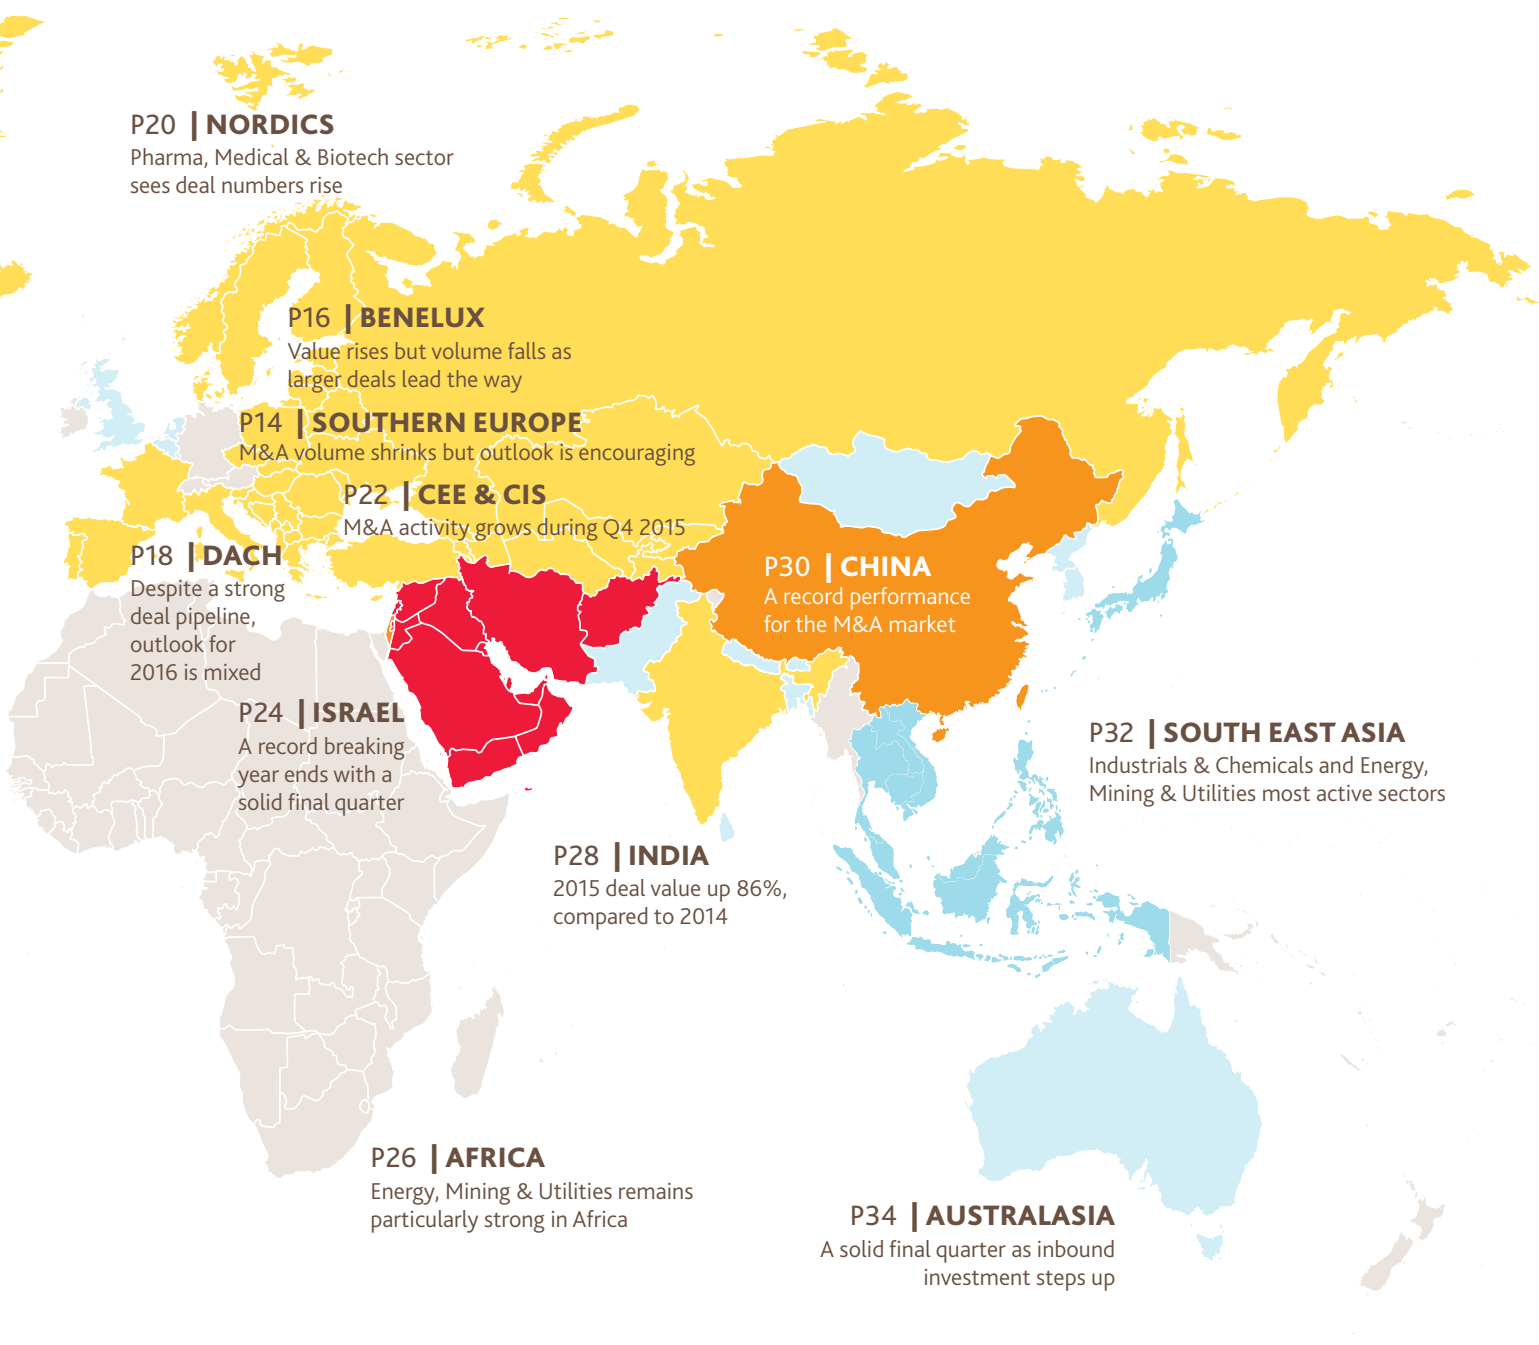 P20 | NORDICS
Pharma, Medical & Biotech sector
sees deal numbers rise
P16 | BENELUX
Value rises but volume falls as
larger deals lead the way
P14 | SOUTHERN EUROPE
M&A volume shrinks but outlook is encouraging
P22 | CEE & CIS
M&A activity grows during Q4 2015
P18 | DACH
Despite a strong
deal pipeline,
outlook for
2016 is mixed
P30 | CHINA
A record performance
for the M&A market
P24 | ISRAEL
A record breaking
year ends with a
solid final quarter
P32 | SOUTH EAST ASIA
Industrials & Chemicals and Energy,
Mining & Utilities most active sectors
P28 | INDIA
2015 deal value up 86%,
compared to 2014
P26 | AFRICA
Energy, Mining & Utilities remains
particularly strong in Africa
P34 | AUSTRALASIA
A solid final quarter as inbound
investment steps up